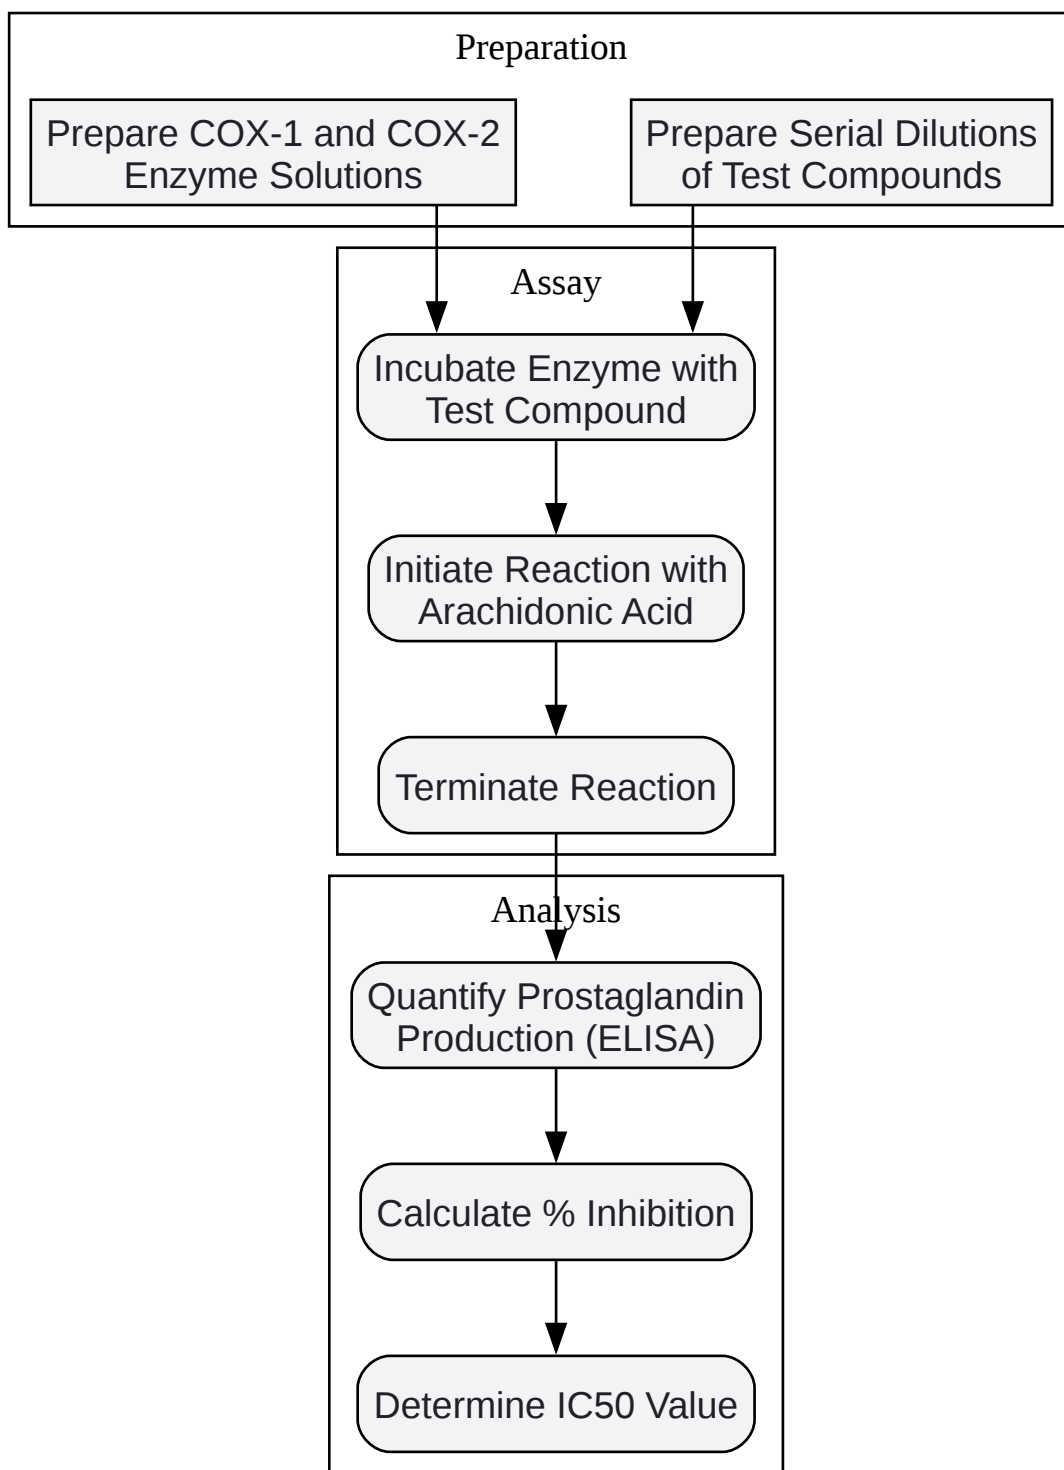 Preparation
Prepare COX-1 and COX-2
Enzyme Solutions
Prepare Serial Dilutions
of Test Compounds
Assay
Incubate Enzyme with
Test Compound
Initiate Reaction with
Arachidonic Acid
Terminate Reaction
Analysis
Quantify Prostaglandin
Production (ELISA)
Calculate % Inhibition
Determine IC50 Value